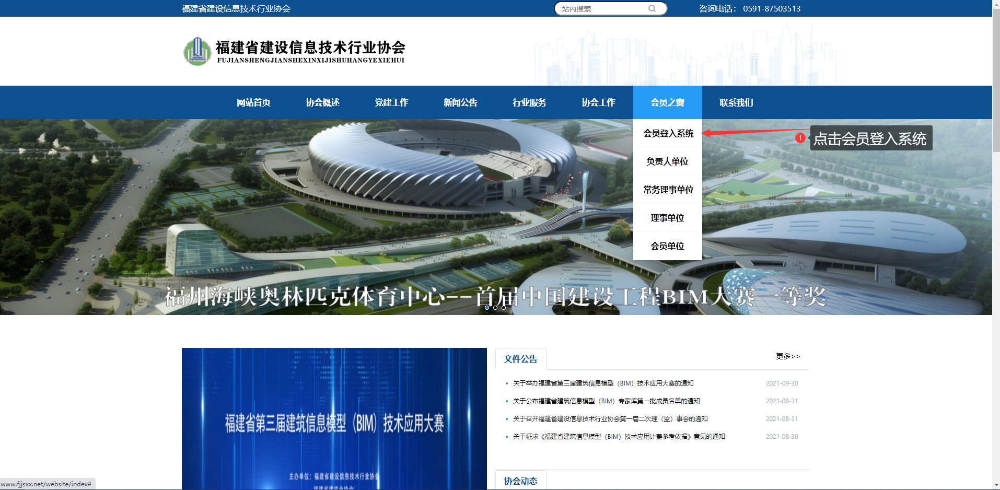 福建省建设信息技术行业协会
站内搜索
咨询电话： 0591-87503513
福建省建设信息技术行业协会
FUJIANSHENGJIANSHEXINXIJISHUHANGYEXIEHUI
网站首页
协会概述
党建工作
新闻公告
行业服务
协会工作
会员之窗
联系我们
会员登入系统
负责人单位
常务理事单位
理事单位
会员单位
1
点击会员登入系统
福州海峡奥林匹克体育中心--首届中国建设工程BIM大赛一等奖
福建省第三届建筑信息模型（BIM）技术应用大赛
主办单位：福建省建设信息技术行业协会
福建省建筑业协会
文件公告
更多>>
关于举办福建省第三届建筑信息模型（BIM）技术应用大赛的通知
2021-09-30
关于公布福建省建筑信息模型（BIM）专家库第一批成员名单的通知
2021-08-31
关于召开福建省建设信息技术行业协会第一届二次理（监）事会的通知
2021-08-31
关于征求《福建省建筑信息模型（BIM）技术应用计费参考依据》意见的通知
2021-08-30
协会动态
www.fjjsxx.net/website/index#